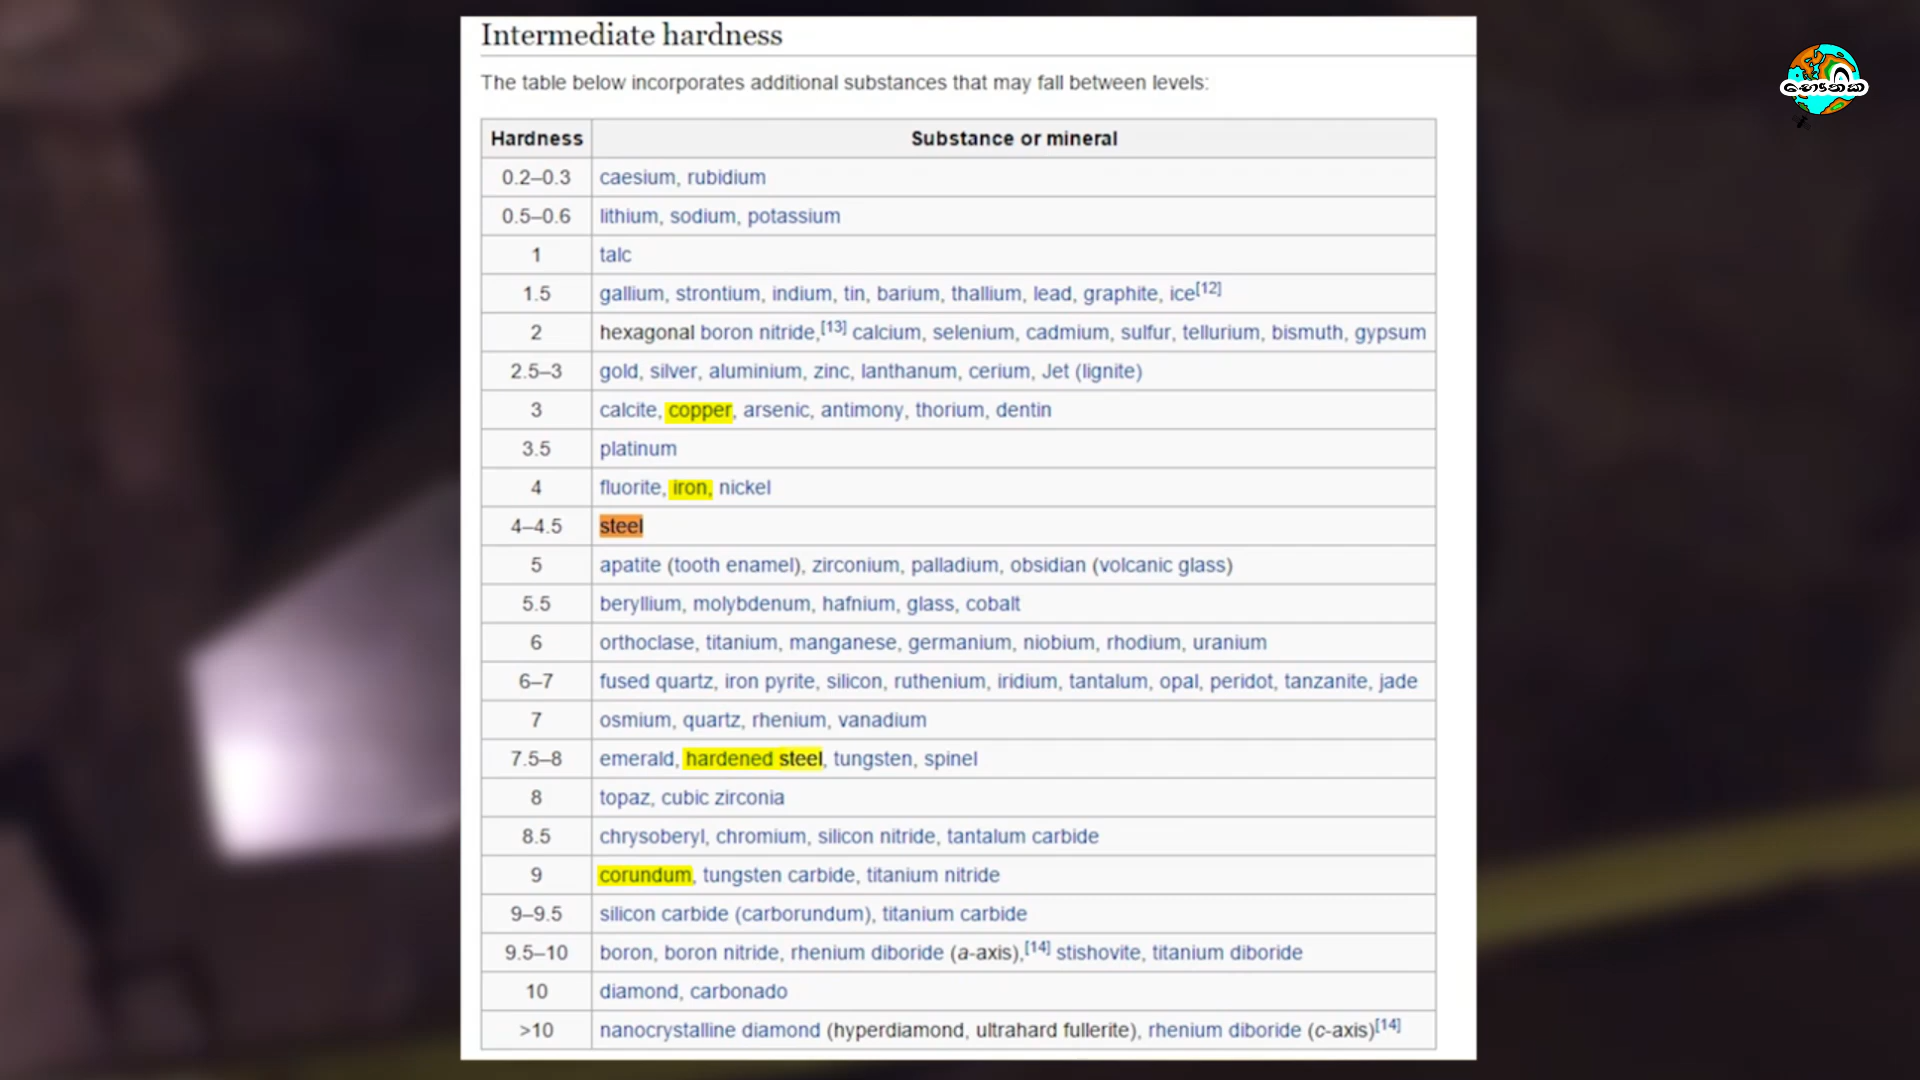 Intermediate hardness
The table below incorporates additional substances that may fall between levels:
Hardness Substance or mineral
0.2–0.3 caesium, rubidium
0.5–0.6 lithium, sodium, potassium
1 talc
1.5 gallium, strontium, indium, tin, barium, thallium, lead, graphite, ice[12]
2 hexagonal boron nitride,[13] calcium, selenium, cadmium, sulfur, tellurium, bismuth, gypsum
2.5–3 gold, silver, aluminium, zinc, lanthanum, cerium, Jet (lignite)
3 calcite, copper, arsenic, antimony, thorium, dentin
3.5 platinum
4 fluorite, iron, nickel
4–4.5 steel
5 apatite (tooth enamel), zirconium, palladium, obsidian (volcanic glass)
5.5 beryllium, molybdenum, hafnium, glass, cobalt
6 orthoclase, titanium, manganese, germanium, niobium, rhodium, uranium
6–7 fused quartz, iron pyrite, silicon, ruthenium, iridium, tantalum, opal, peridot, tanzanite, jade
7 osmium, quartz, rhenium, vanadium
7.5–8 emerald, hardened steel, tungsten, spinel
8 topaz, cubic zirconia
8.5 chrysoberyl, chromium, silicon nitride, tantalum carbide
9 corundum, tungsten carbide, titanium nitride
9–9.5 silicon carbide (carborundum), titanium carbide
9.5–10 boron, boron nitride, rhenium diboride (a-axis),[14] stishovite, titanium diboride
10 diamond, carbonado
>10 nanocrystalline diamond (hyperdiamond, ultrahard fullerite), rhenium diboride (c-axis)[14]